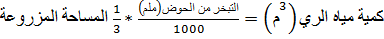 كمية مياه الري (م3) = التبخر من الحوض(ملم)/1000 * 1/3 المساحة المزروعة